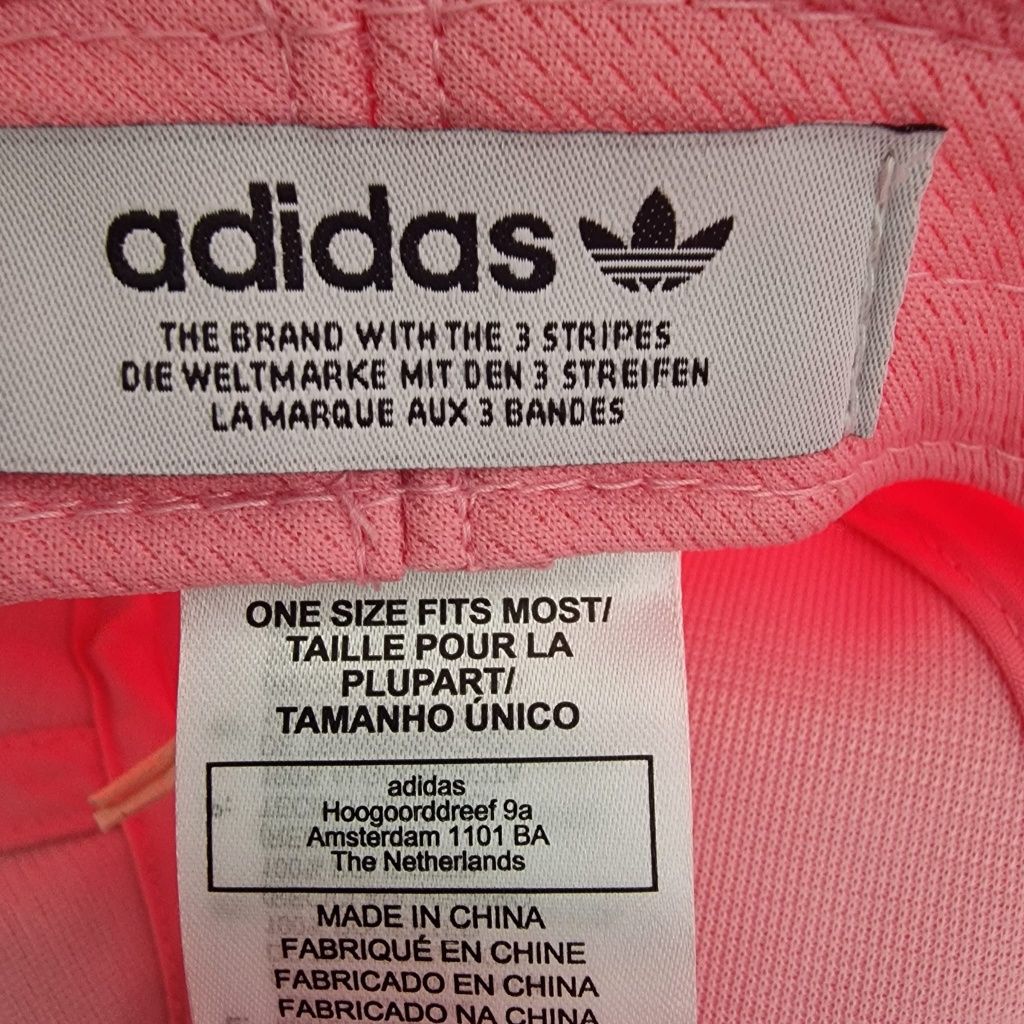 adidas
THE BRAND WITH THE 3 STRIPES
DIE WELTMARKE MIT DEN 3 STREIFEN
LA MARQUE AUX 3 BANDES
ONE SIZE FITS MOST/
TAILLE POUR LA
PLUPART/
TAMANHO ÚNICO
adidas
Hoogoorddreef 9a
Amsterdam 1101 BA
The Netherlands
MADE IN CHINA
FABRIQUÉ EN CHINE
FABRICADO EN CHINA
FABRICADO NA CHINA